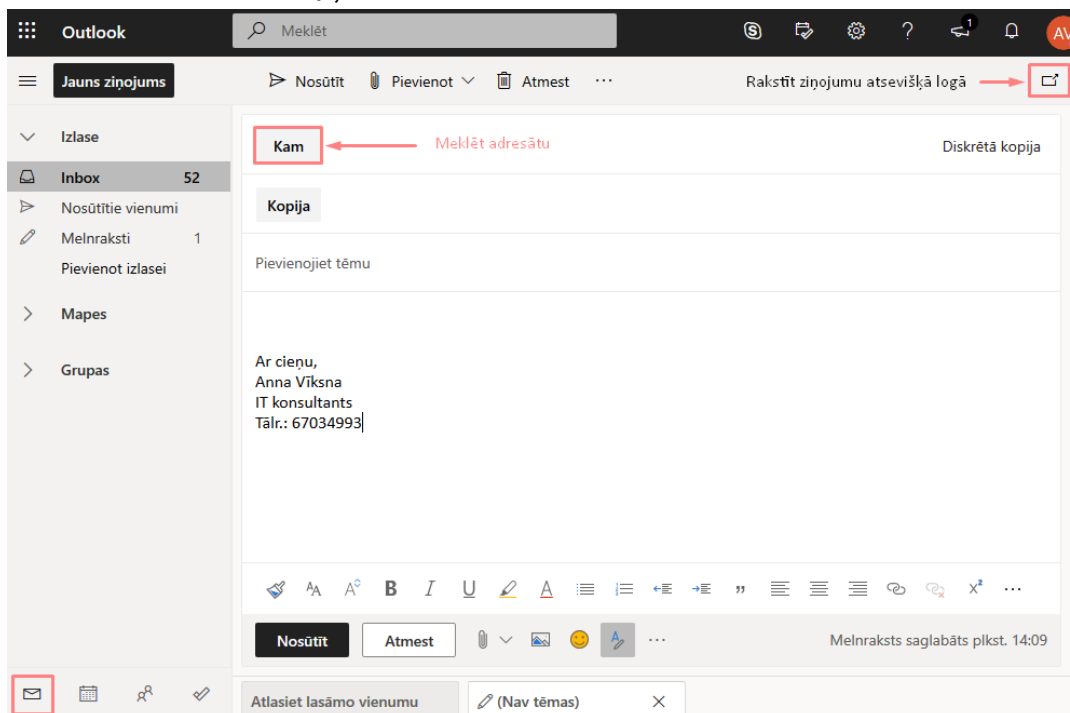 Outlook
Meklēt
1
AV
Jauns ziņojums
Nosūtīt
Pievienot
Atmest
Rakstīt ziņojumu atsevišķā logā
Izlase
Kam
Meklēt adresātu
Diskrētā kopija
Inbox 52
Nosūtītie vienumi
Kopija
Melnraksti 1
Pievienot izlasei
Pievienojiet tēmu
Mapes
Grupas
Ar cieņu,
Anna Vīksna
IT konsultants
Tālr.: 67034993
Nosūtīt
Atmest
Melnraksts saglabāts plkst. 14:09
Atlasiet lasāmo vienumu
(Nav tēmas)